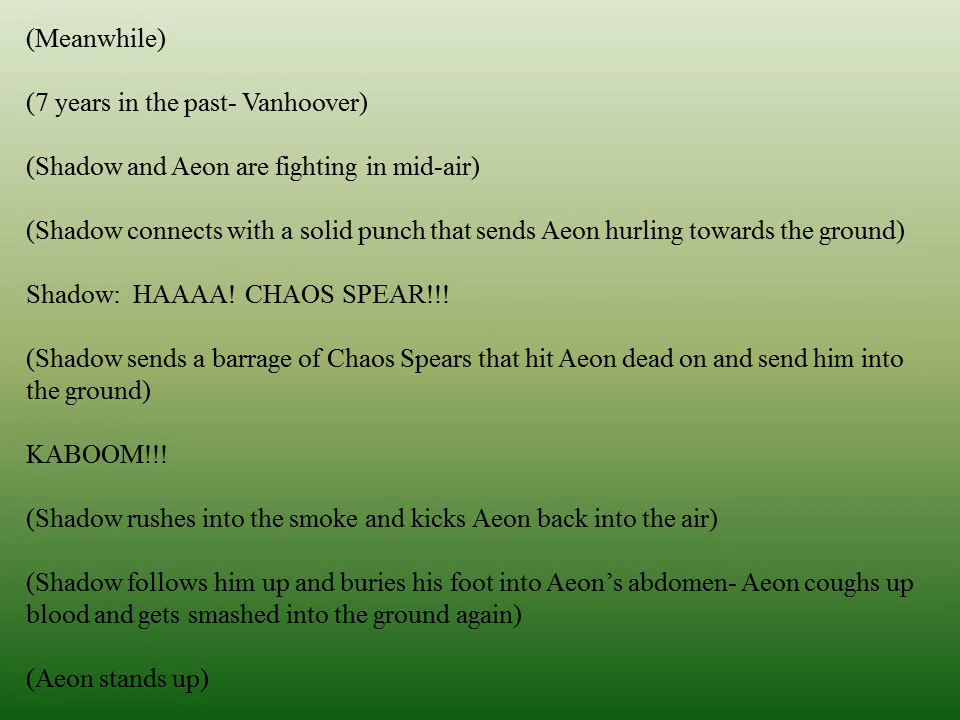 (Meanwhile)
(7 years in the past- Vanhoover)
(Shadow and Aeon are fighting in mid-air)
(Shadow connects with a solid punch that sends Aeon hurling towards the ground)
Shadow:  HAAAA! CHAOS SPEAR!!!
(Shadow sends a barrage of Chaos Spears that hit Aeon dead on and send him into
the ground)
KABOOM!!!
(Shadow rushes into the smoke and kicks Aeon back into the air)
(Shadow follows him up and buries his foot into Aeon’s abdomen- Aeon coughs up
blood and gets smashed into the ground again)
(Aeon stands up)